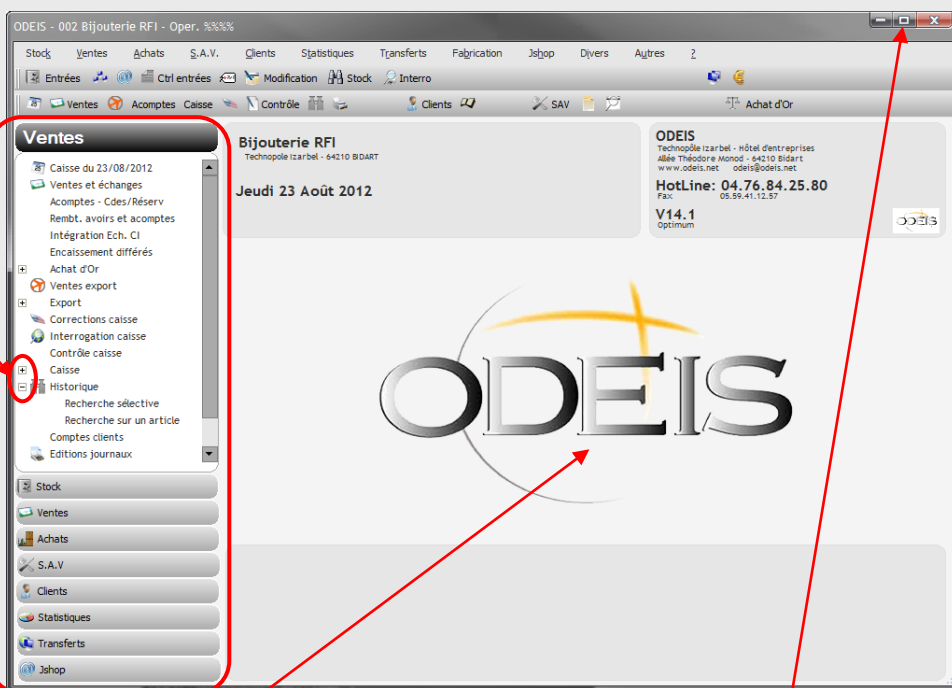 ODEIS - 002 Bijouterie RFI - Oper. %%%%
Stock Ventes Achats S.A.V. Clients Statistiques Transferts Fabrication Jshop Divers Autres ?
Entrées Ctrl entrées Modification Stock Interro
Ventes Acomptes Caisse Contrôle Clients SAV Achat d'Or
Ventes
Caisse du 23/08/2012
Ventes et échanges
Acomptes - Cdes/Réserv
Rembt. avoirs et acomptes
Intégration Ech. CI
Encaissement différés
Achat d'Or
Ventes export
Export
Corrections caisse
Interrogation caisse
Contrôle caisse
Caisse
Historique
Recherche sélective
Recherche sur un article
Comptes clients
Editions journaux
Stock
Ventes
Achats
S.A.V
Clients
Statistiques
Transferts
Jshop
Bijouterie RFI
Technopole Izarbel - 64210 BIDART
Jeudi 23 Août 2012
ODEIS
Technopôle Izarbel - Hôtel d'entreprises
Allée Théodore Monod - 64210 Bidart
www.odeis.net odeis@odeis.net
HotLine: 04.76.84.25.80
Fax 05.59.41.12.57
V14.1
Optimum
ODEIS
ODEIS